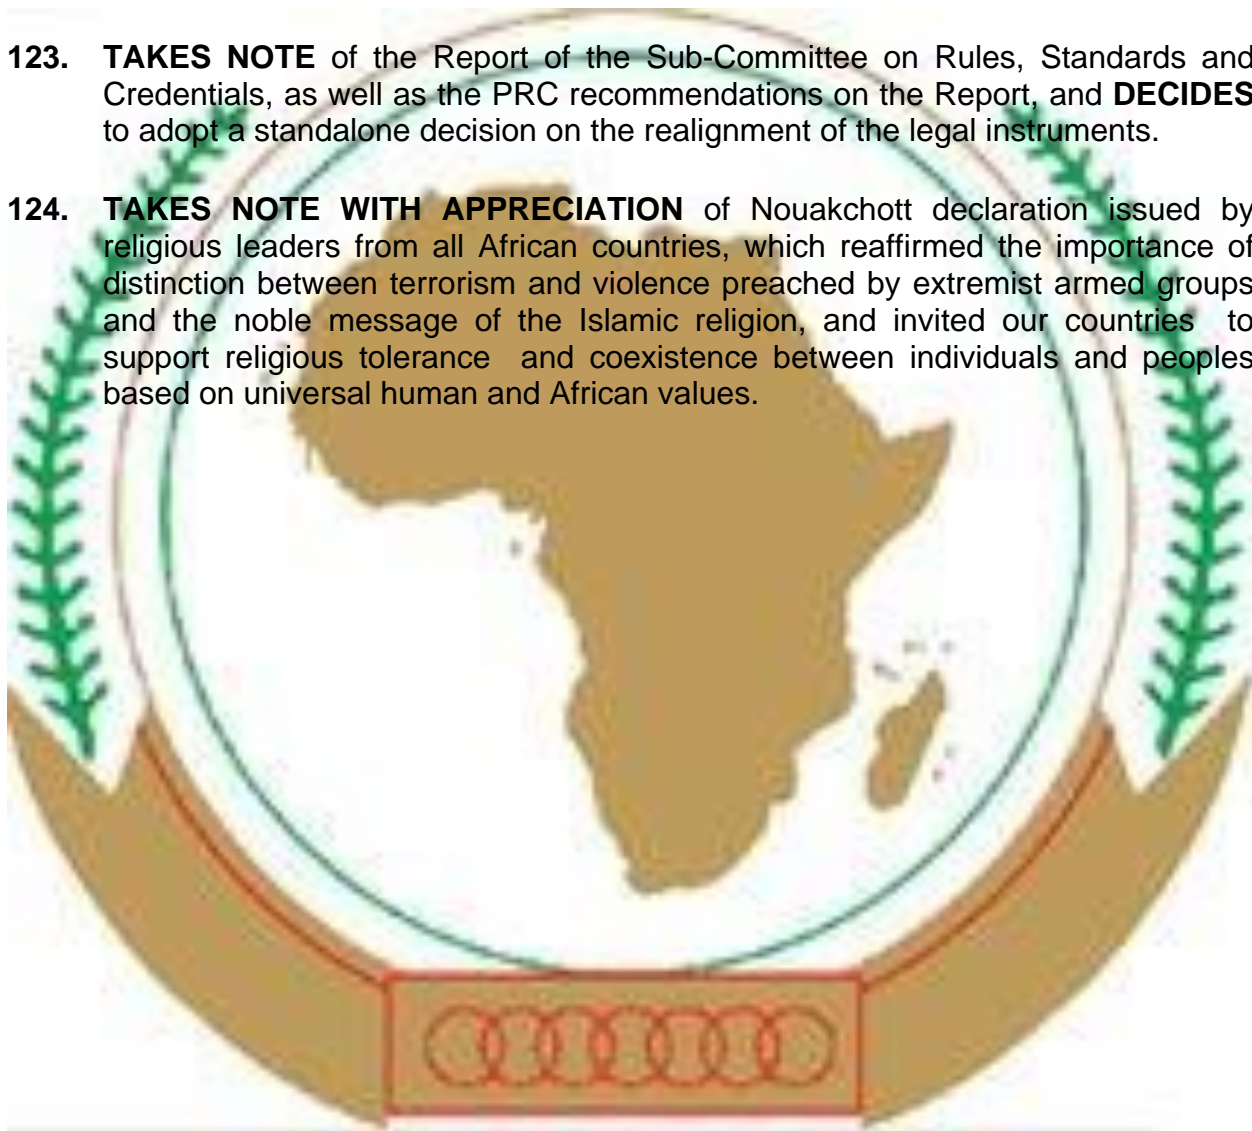 123. TAKES NOTE of the Report of the Sub-Committee on Rules, Standards and
Credentials, as well as the PRC recommendations on the Report, and DECIDES
to adopt a standalone decision on the realignment of the legal instruments.
124. TAKES NOTE WITH APPRECIATION of Nouakchott declaration issued by
religious leaders from all African countries, which reaffirmed the importance of
distinction between terrorism and violence preached by extremist armed groups
and the noble message of the Islamic religion, and invited our countries to
support religious tolerance and coexistence between individuals and peoples
based on universal human and African values.